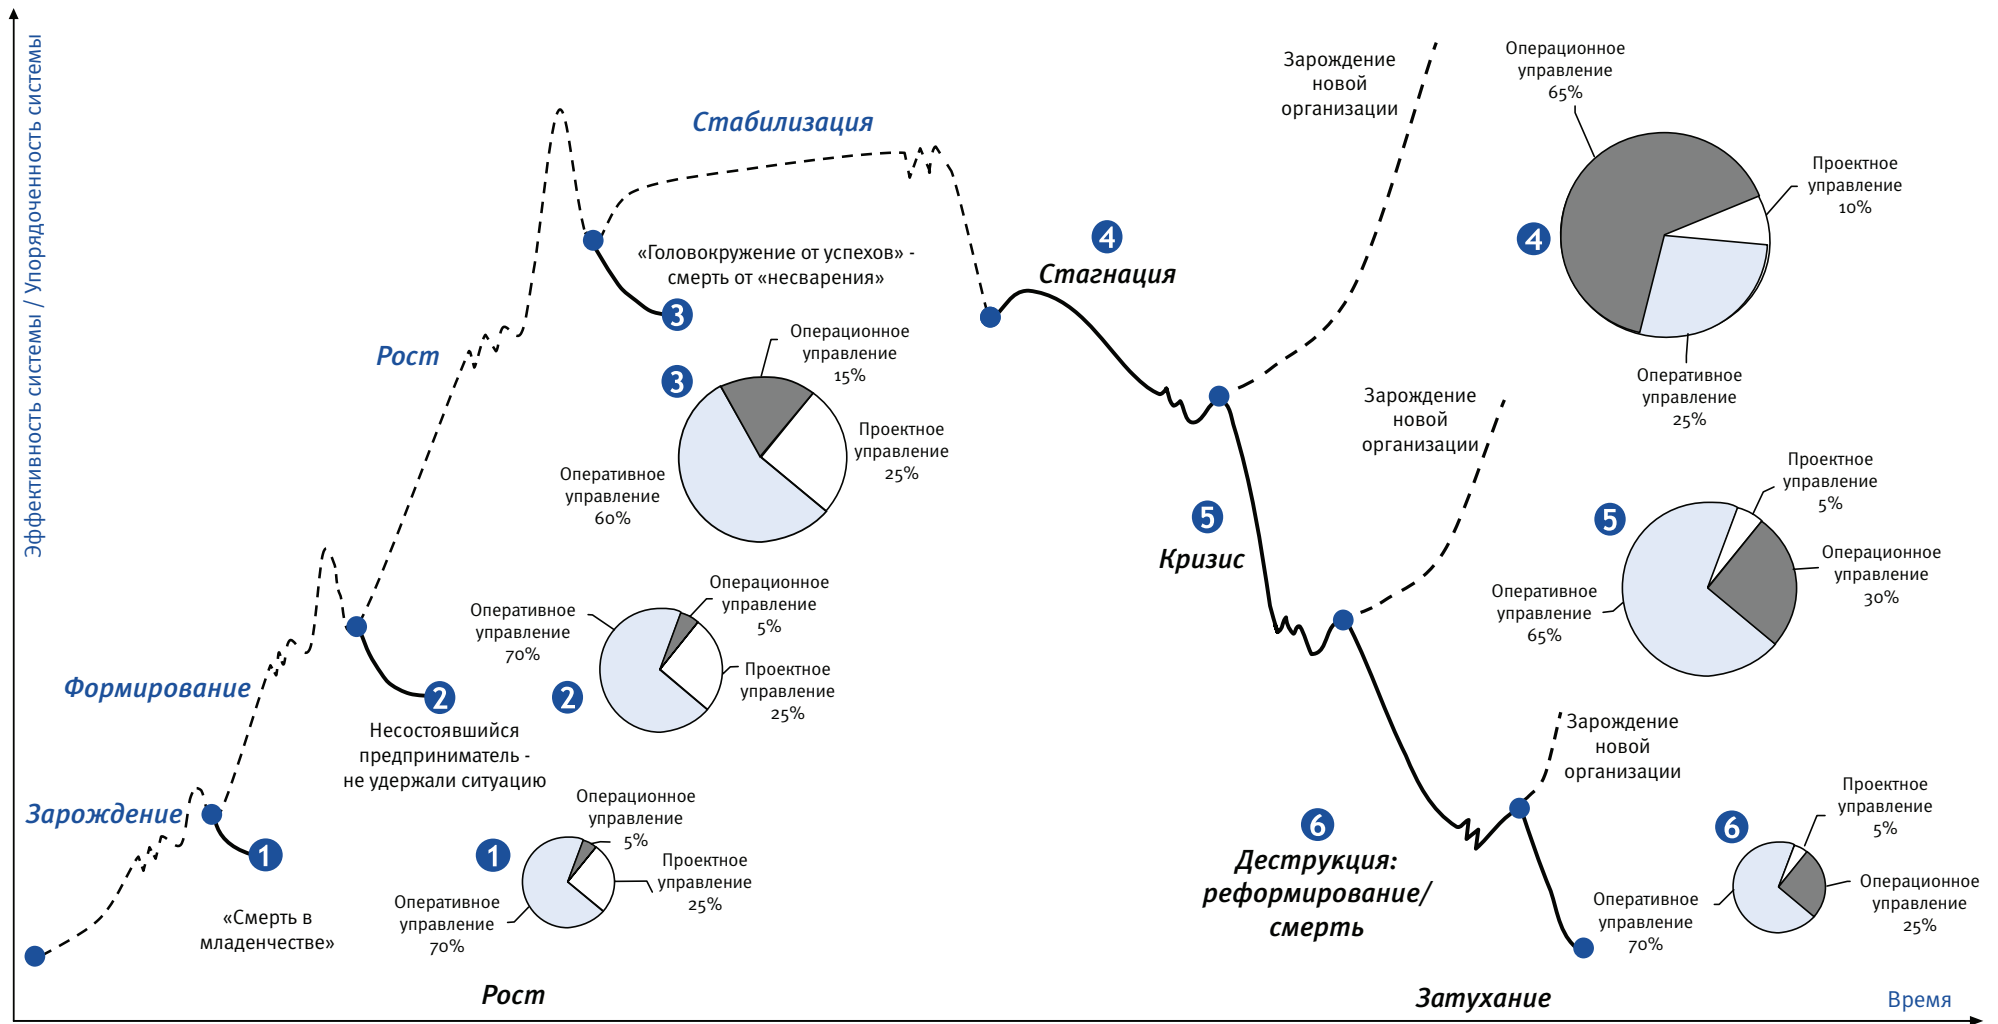 Эффективность системы / Упорядоченность системы
Зарождение
новой
организации
Операционное
управление
65%
Проектное
управление
10%
4
Оперативное
управление
25%
Стабилизация
«Головокружение от успехов» -
смерть от «несварения»
3
4
Стагнация
Рост
3
Операционное
управление
15%
Проектное
управление
25%
Оперативное
управление
60%
Зарождение
новой
организации
5
Кризис
5
Проектное
управление
5%
Операционное
управление
30%
Оперативное
управление
65%
Формирование
2
Несостоявшийся
предприниматель -
не удержали ситуацию
2
Оперативное
управление
70%
Операционное
управление
5%
Проектное
управление
25%
Зарождение
новой
организации
Зарождение
1
«Смерть в
младенчестве»
1
Операционное
управление
5%
Проектное
управление
25%
Оперативное
управление
70%
6
Деструкция:
реформирование/
смерть
6
Проектное
управление
5%
Операционное
управление
25%
Оперативное
управление
70%
Рост
Затухание
Время